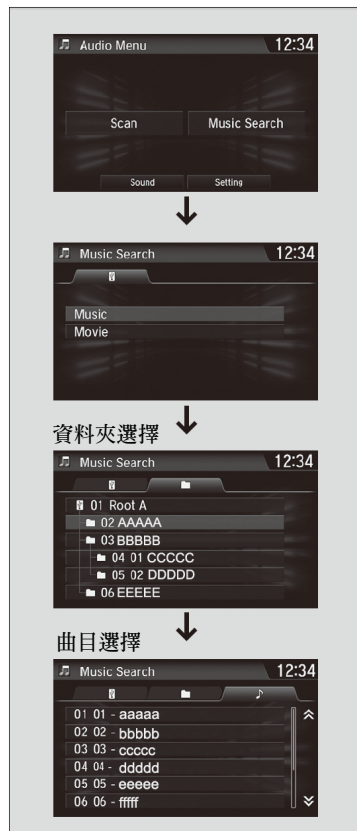 Audio Menu 12:34
Scan Music Search
Sound Setting
Music Search 12:34
Music
Movie
資料夾選擇
Music Search 12:34
01 Root A
02 AAAAA
03 BBBBB
04 01 CCCCC
05 02 DDDDD
06 EEEEE
曲目選擇
Music Search 12:34
01 01 - aaaaa
02 02 - bbbbb
03 03 - ccccc
04 04 - ddddd
05 05 - eeeee
06 06 - fffff